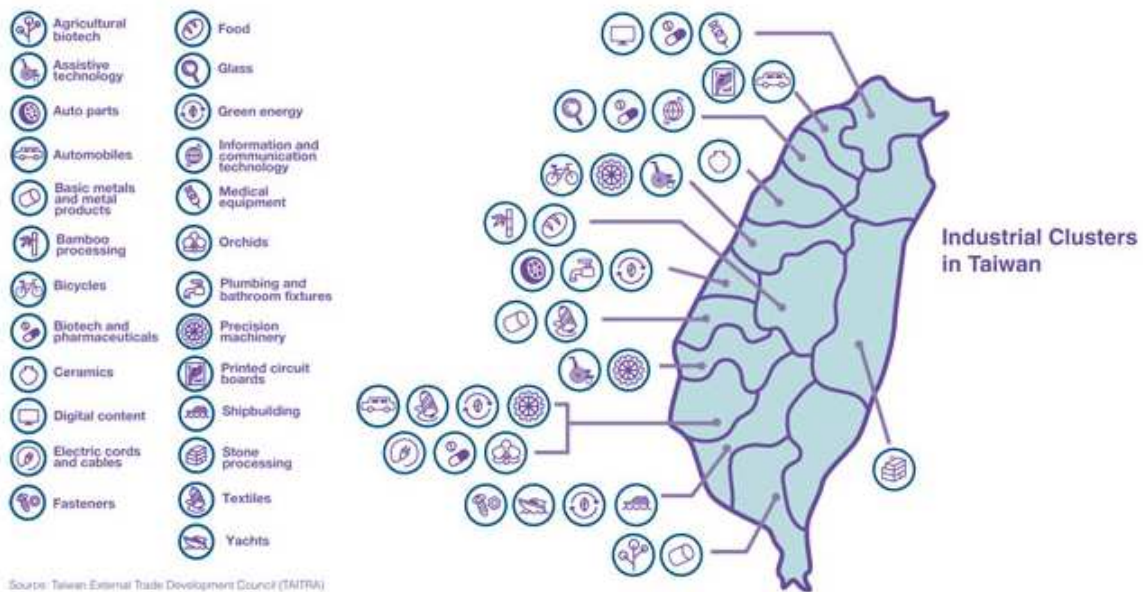 Agricultural
biotech
Assistive
technology
Auto parts
Automobiles
Basic metals
and metal
products
Bamboo
processing
Bicycles
Biotech and
pharmaceuticals
Ceramics
Digital content
Electric cords
and cables
Fasteners
Food
Glass
Green energy
Information and
communication
technology
Medical
equipment
Orchids
Plumbing and
bathroom fixtures
Precision
machinery
Printed circuit
boards
Shipbuilding
Stone
processing
Textiles
Yachts
Industrial Clusters
in Taiwan
Source: Taiwan External Trade Development Council (TAITRA)